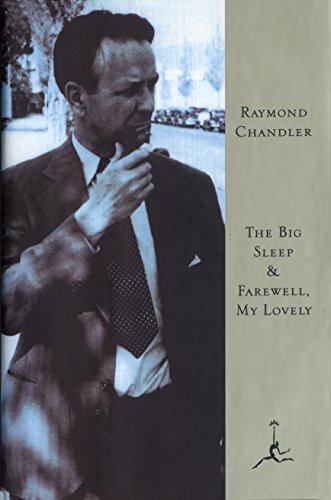 RAYMOND
CHANDLER
THE BIG
SLEEP
&
FAREWELL,
MY LOVELY